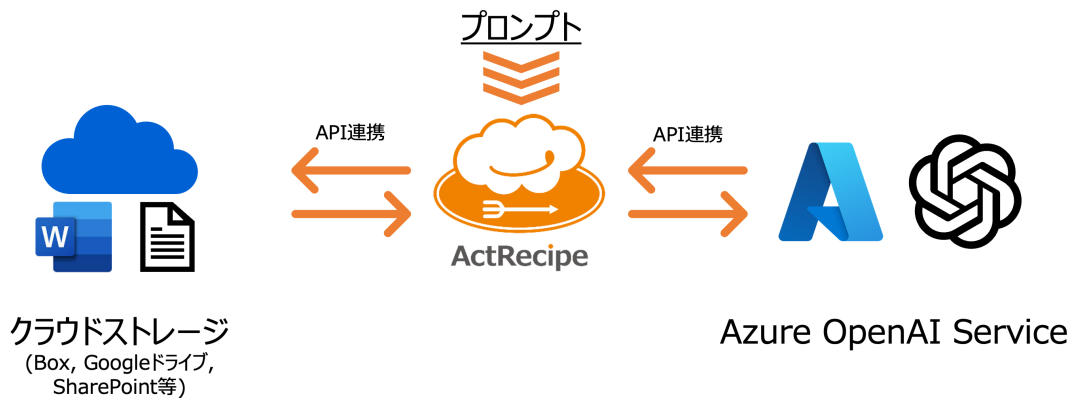 プロンプト
API連携
API連携
W
ActRecipe
クラウドストレージ
(Box, Googleドライブ,
SharePoint等)
Azure OpenAI Service